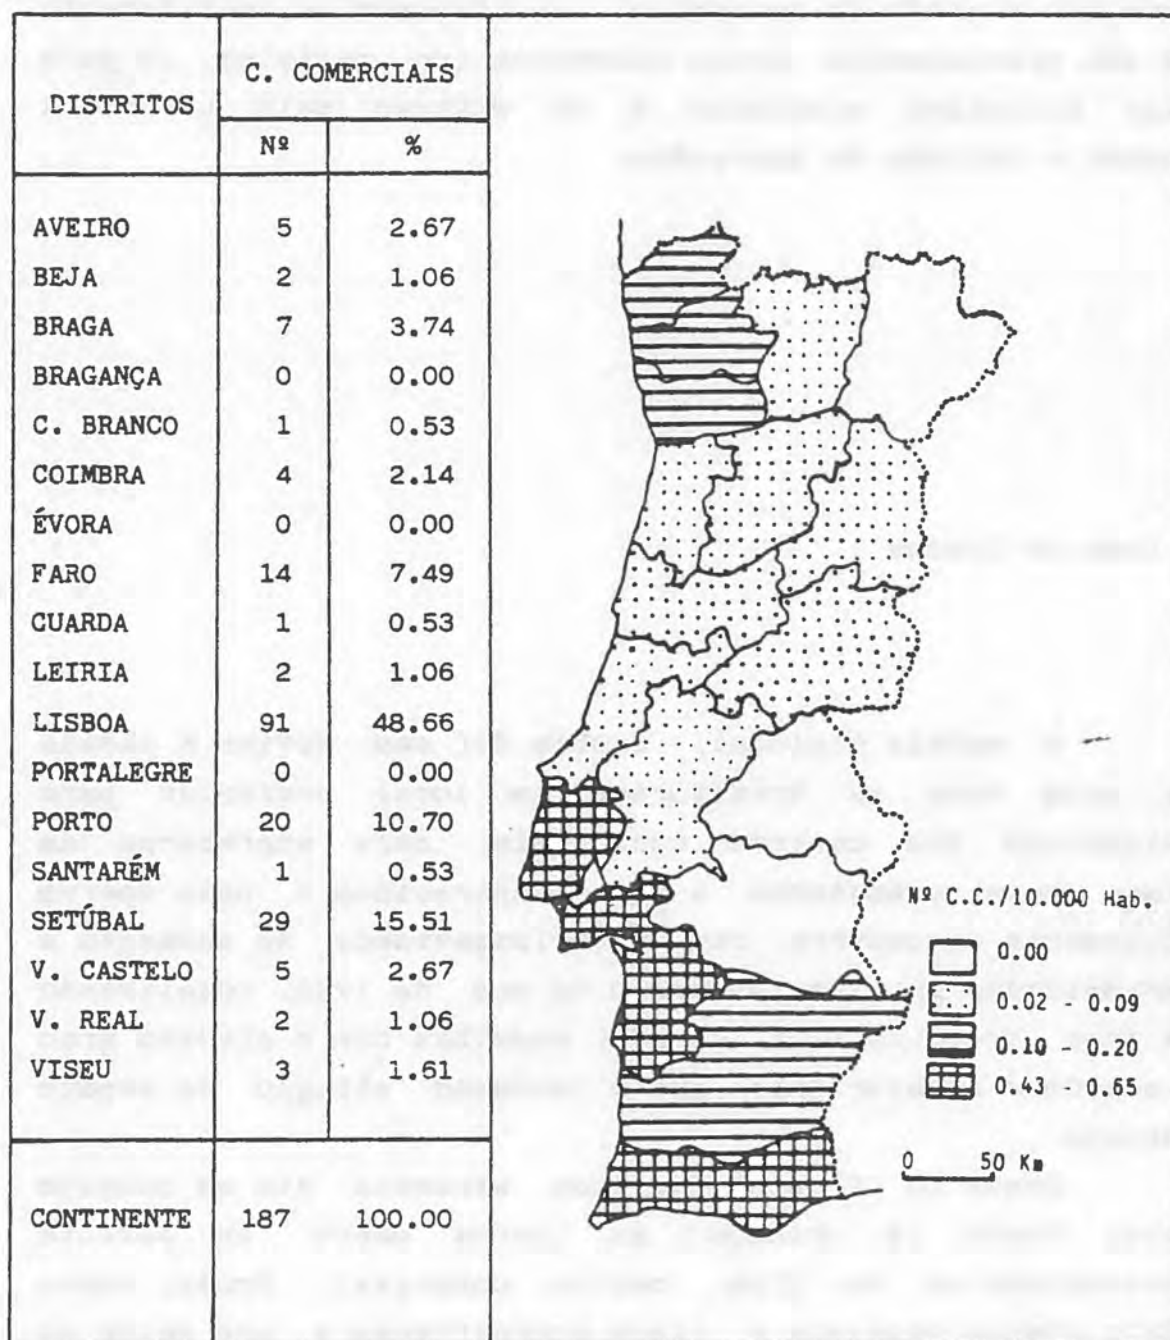 DISTRITOS C. COMERCIAIS
Nº %
AVEIRO 5 2.67
BEJA 2 1.06
BRAGA 7 3.74
BRAGANÇA 0 0.00
C. BRANCO 1 0.53
COIMBRA 4 2.14
ÉVORA 0 0.00
FARO 14 7.49
GUARDA 1 0.53
LEIRIA 2 1.06
LISBOA 91 48.66
PORTALEGRE 0 0.00
PORTO 20 10.70
SANTARÉM 1 0.53
SETÚBAL 29 15.51
V. CASTELO 5 2.67
V. REAL 2 1.06
VISEU 3 1.61
CONTINENTE 187 100.00
Nº C.C./10.000 Hab.
0.00
0.02 - 0.09
0.10 - 0.20
0.43 - 0.65
0 50 Km